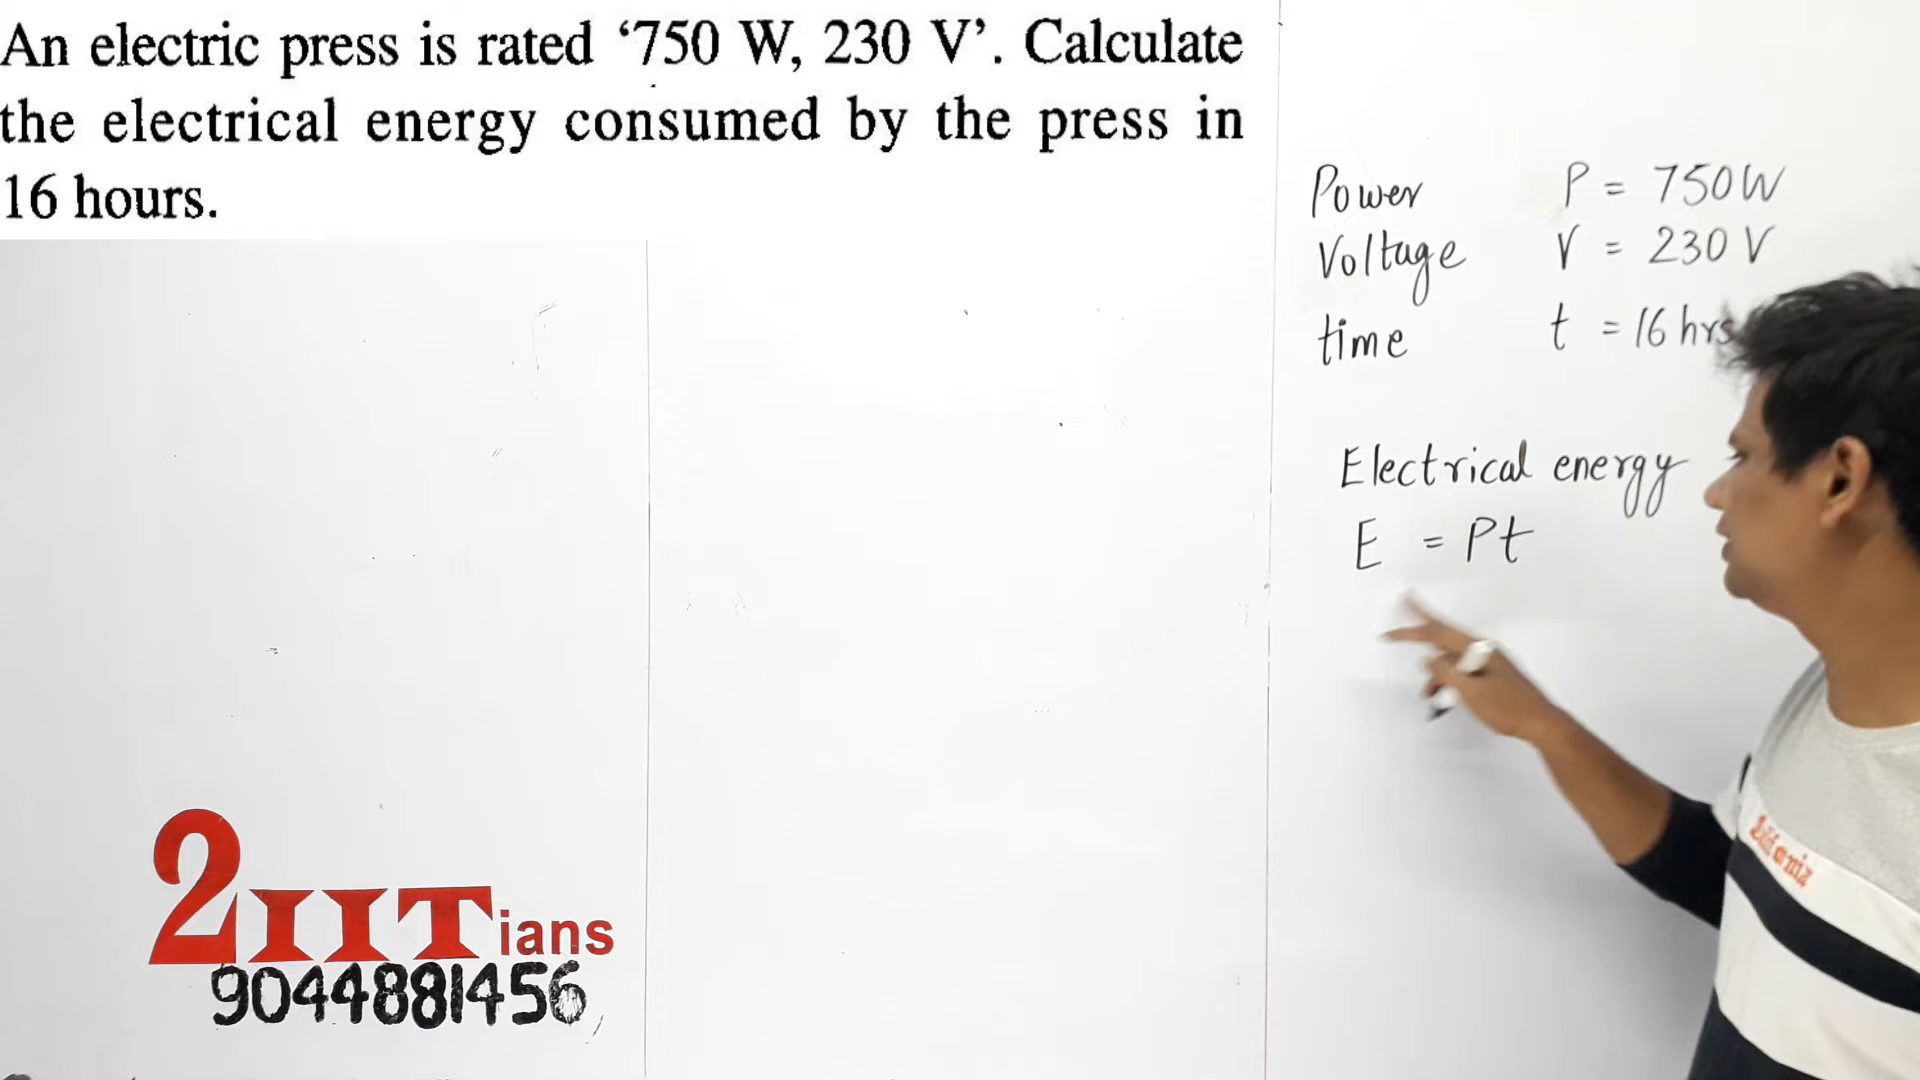 An electric press is rated ‘750 W, 230 V’. Calculate
the electrical energy consumed by the press in
16 hours.
Power P = 750W
Voltage V = 230 V
time t = 16 hrs
Electrical energy
E = Pt
2IITians
9044881456